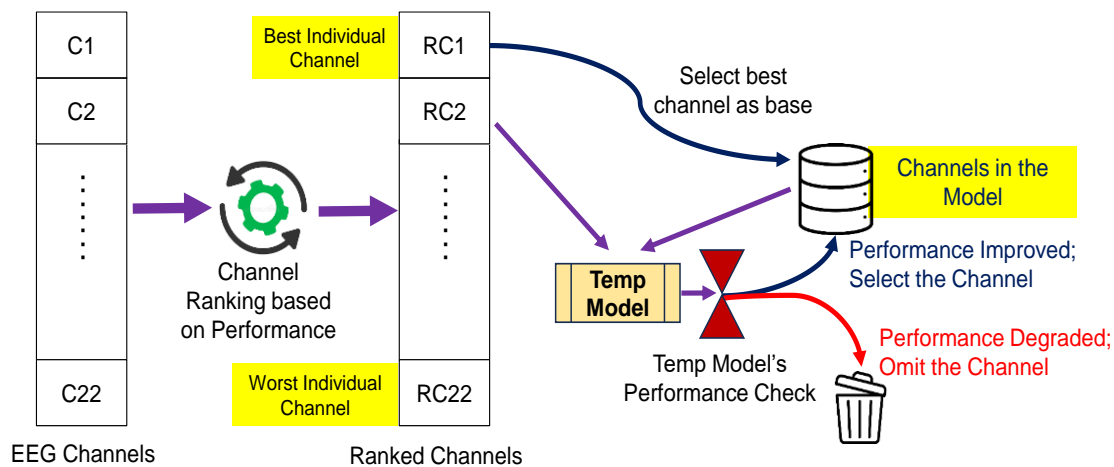 C1
C2
C22
EEG Channels
Channel
Ranking based
on Performance
Best Individual
Channel
Worst Individual
Channel
RC1
RC2
RC22
Ranked Channels
Select best
channel as base
Channels in the
Model
Temp
Model
Temp Model's
Performance Check
Performance Improved;
Select the Channel
Performance Degraded;
Omit the Channel